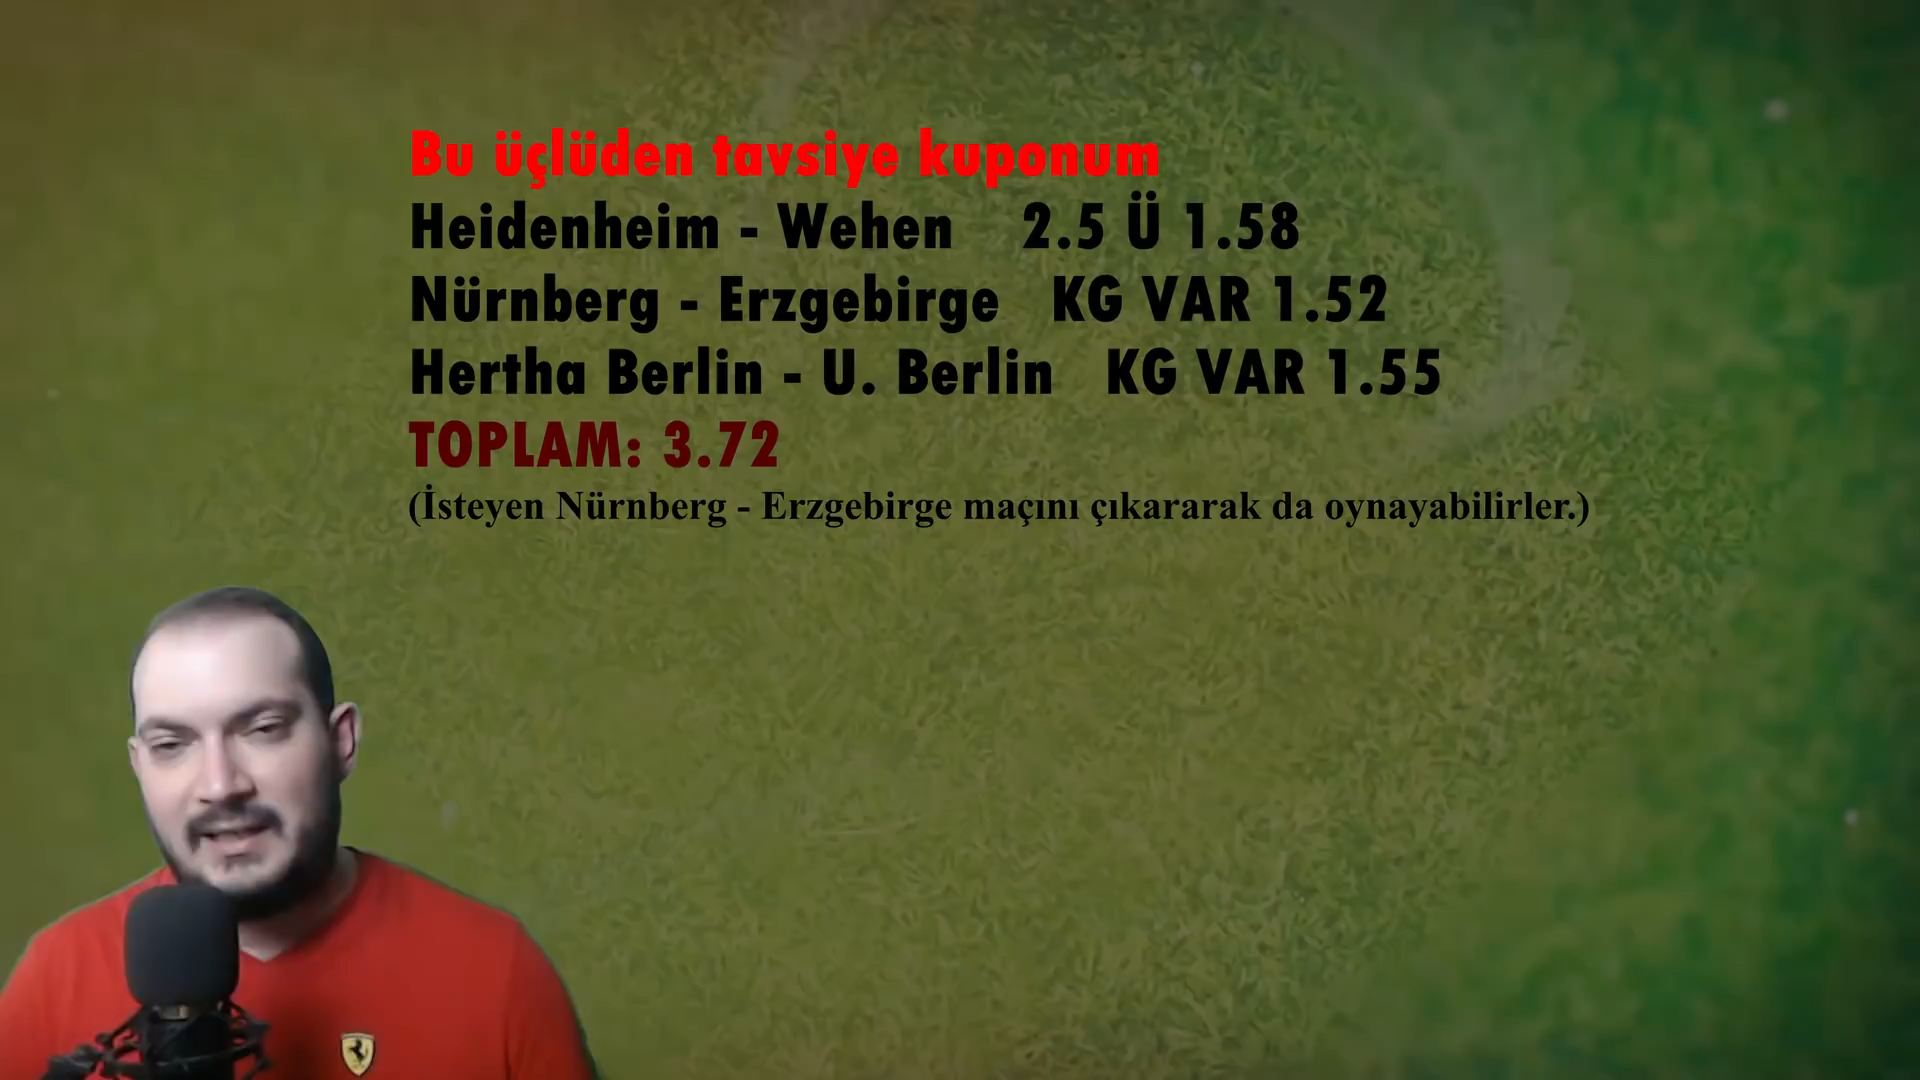 Bu üçlüden tavsiye kuponum
Heidenheim - Wehen 2.5 Ü 1.58
Nürnberg - Erzgebirge KG VAR 1.52
Hertha Berlin - U. Berlin KG VAR 1.55
TOPLAM: 3.72
(İsteyen Nürnberg - Erzgebirge maçını çıkararak da oynayabilirler.)